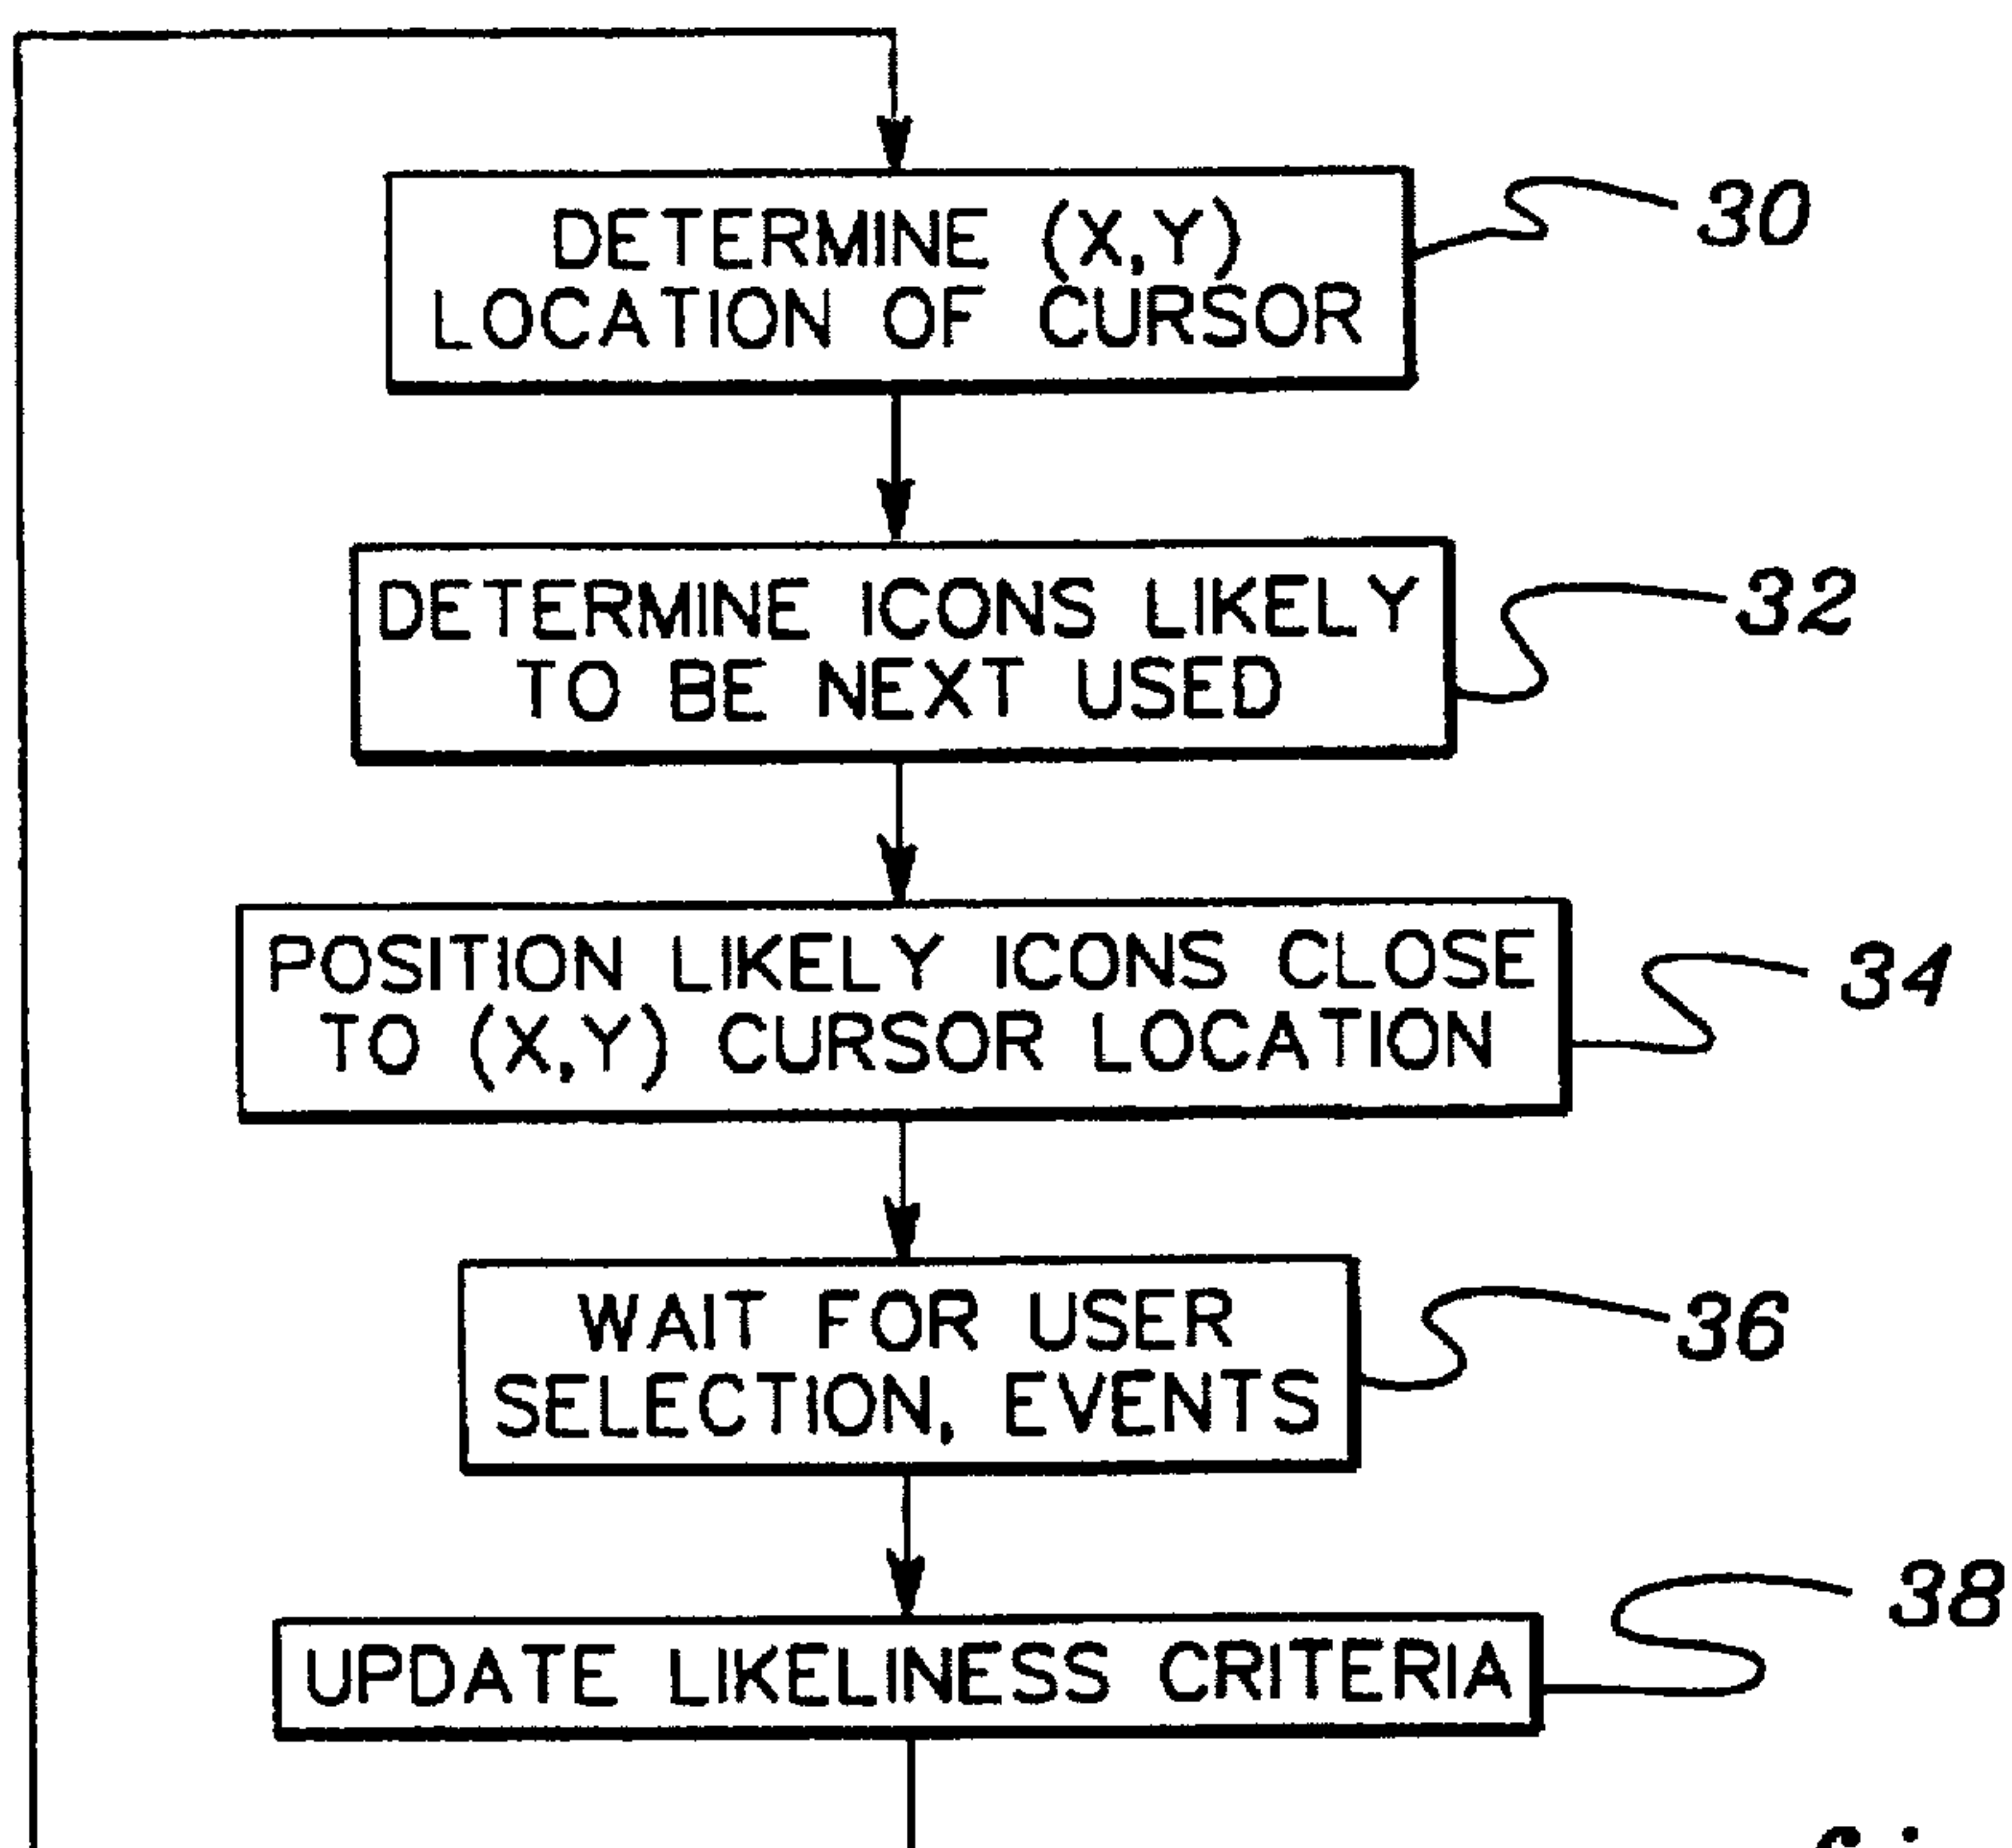 DETERMINE (X,Y)
LOCATION OF CURSOR
30
DETERMINE ICONS LIKELY
TO BE NEXT USED
32
POSITION LIKELY ICONS CLOSE
TO (X,Y) CURSOR LOCATION
34
WAIT FOR USER
SELECTION, EVENTS
36
UPDATE LIKELINESS CRITERIA
38